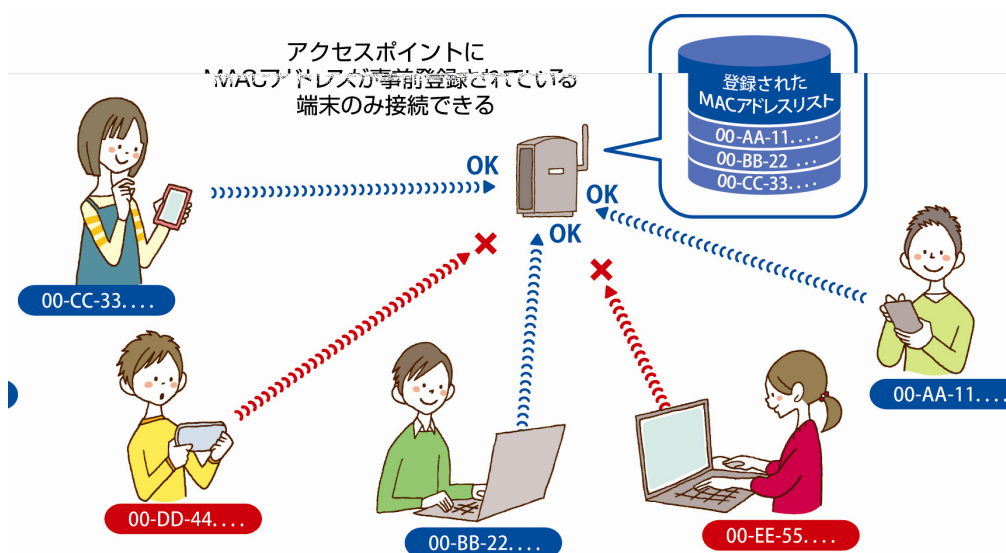 アクセスポイントに
MACアドレスが事前登録されている
端末のみ接続できる
登録された
MACアドレスリスト
00-AA-11....
00-BB-22 ...
00-CC-33....
OK
OK
OK
00-CC-33....
00-AA-11....
00-DD-44....
00-BB-22....
00-EE-55....